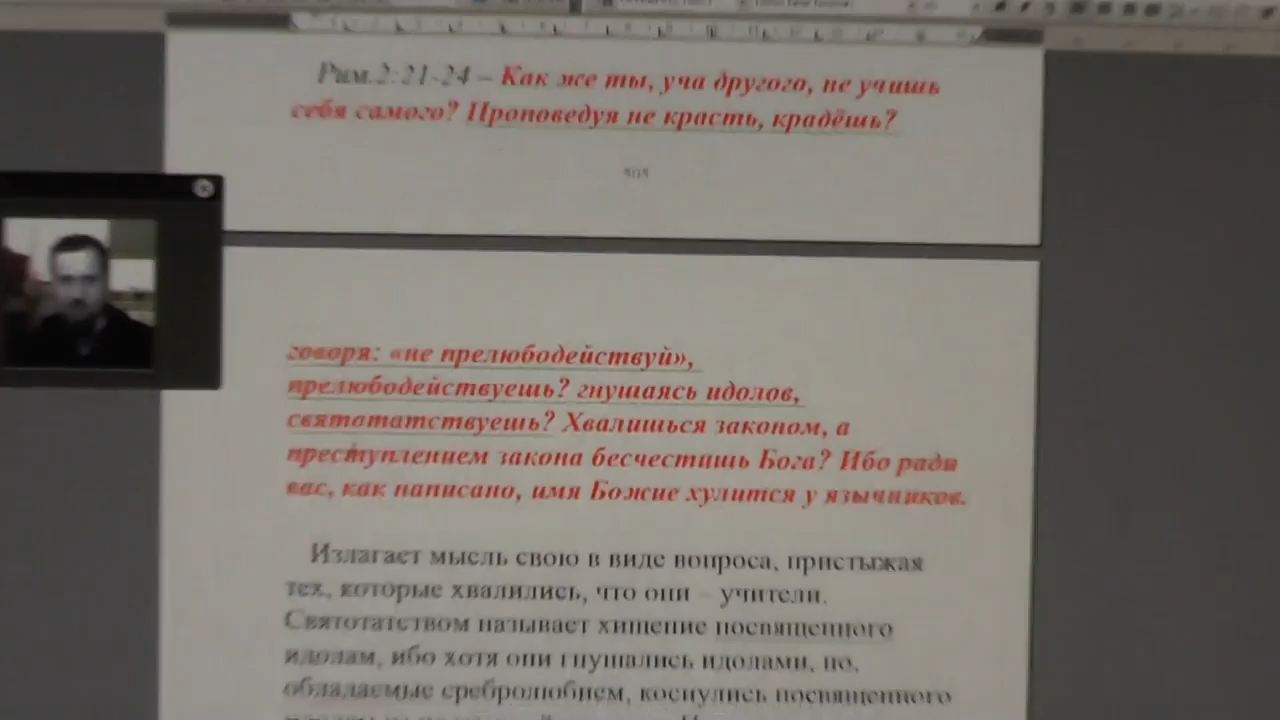 Рим.2:21-24 – Как же ты, уча другого, не учишь
себя самого? Проповедуя не красть, крадёшь?
505
говоря: «не прелюбодействуй»,
прелюбодействуешь? гнушаясь идолов,
святотатствуешь? Хвалишься законом, а
преступлением закона бесчестишь Бога? Ибо ради
вас, как написано, имя Божие хулится у язычников.
Излагает мысль свою в виде вопроса, пристыжая
тех, которые хвалились, что они – учители.
Святотатством называет хищение посвященного
идолам, ибо хотя они гнушались идолами, но,
обладаемые сребролюбием, коснулись посвященного